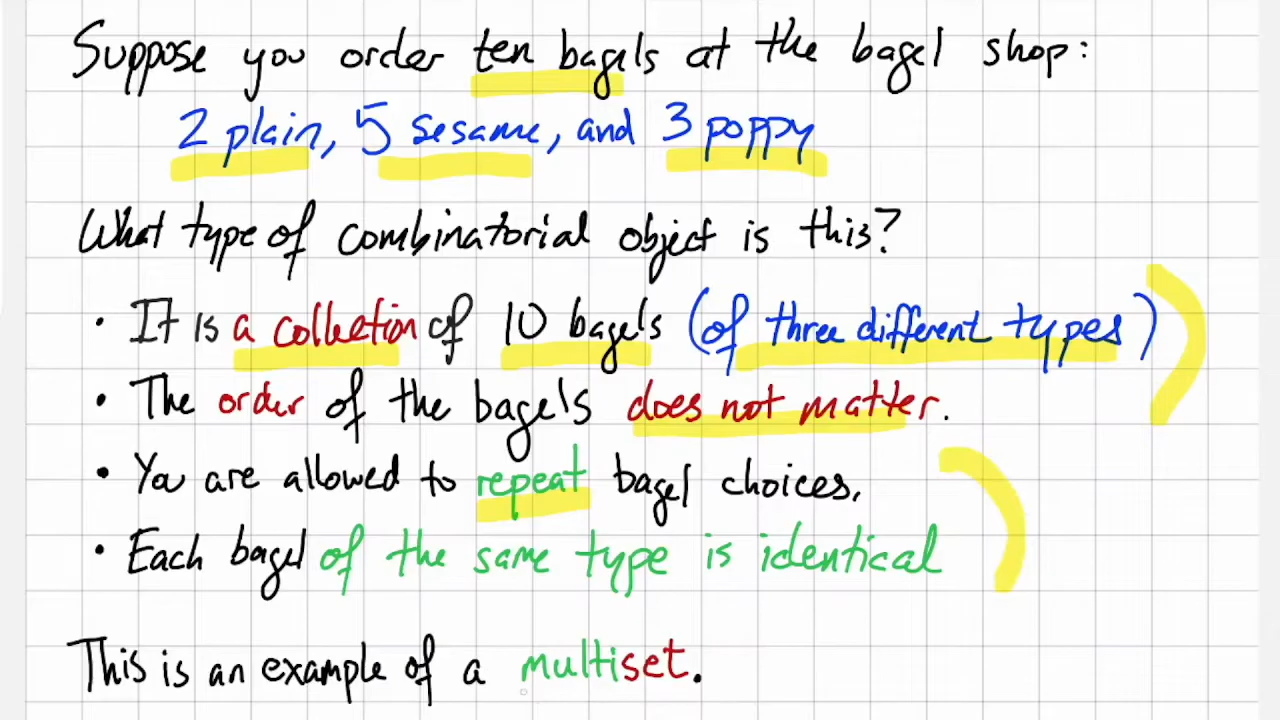 Suppose you order ten bagels at the bagel shop:
2 plain, 5 sesame, and 3 poppy
What type of combinatorial object is this?
• It is a collection of 10 bagels (of three different types)
• The order of the bagels does not matter.
• You are allowed to repeat bagel choices.
• Each bagel of the same type is identical
This is an example of a multiset.